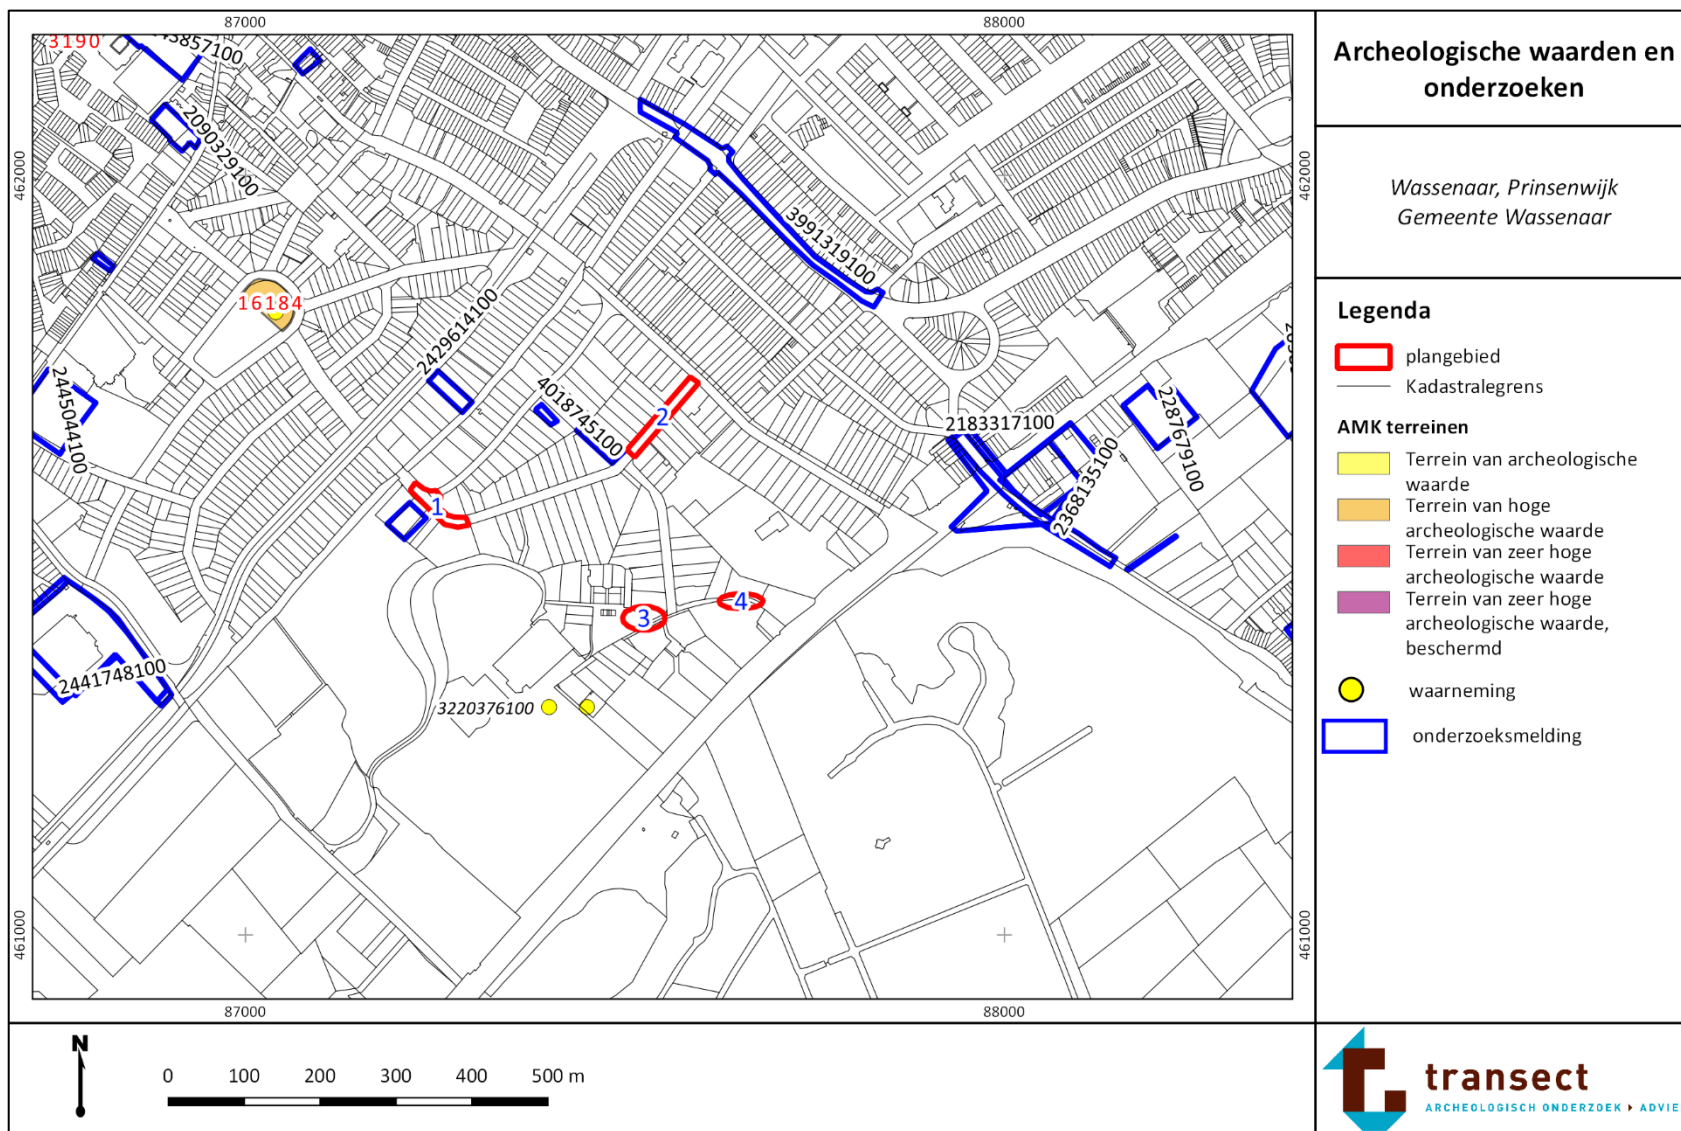 87000
88000
3190
45857100
2090329100
462000
462000
3991319100
16184
2429614100
4018745100
2445044100
2
2183317100
2287679100
2368135100
1
3
4
2441748100
3220376100
461000
461000
87000
88000
N
0 100 200 300 400 500 m
Archeologische waarden en
onderzoeken
Wassenaar, Prinsenwijk
Gemeente Wassenaar
Legenda
plangebied
Kadastralegrens
AMK terreinen
Terrein van archeologische
waarde
Terrein van hoge
archeologische waarde
Terrein van zeer hoge
archeologische waarde
Terrein van zeer hoge
archeologische waarde,
beschermd
waarneming
onderzoeksmelding
transect
ARCHEOLOGISCH ONDERZOEK ▸ ADVIE